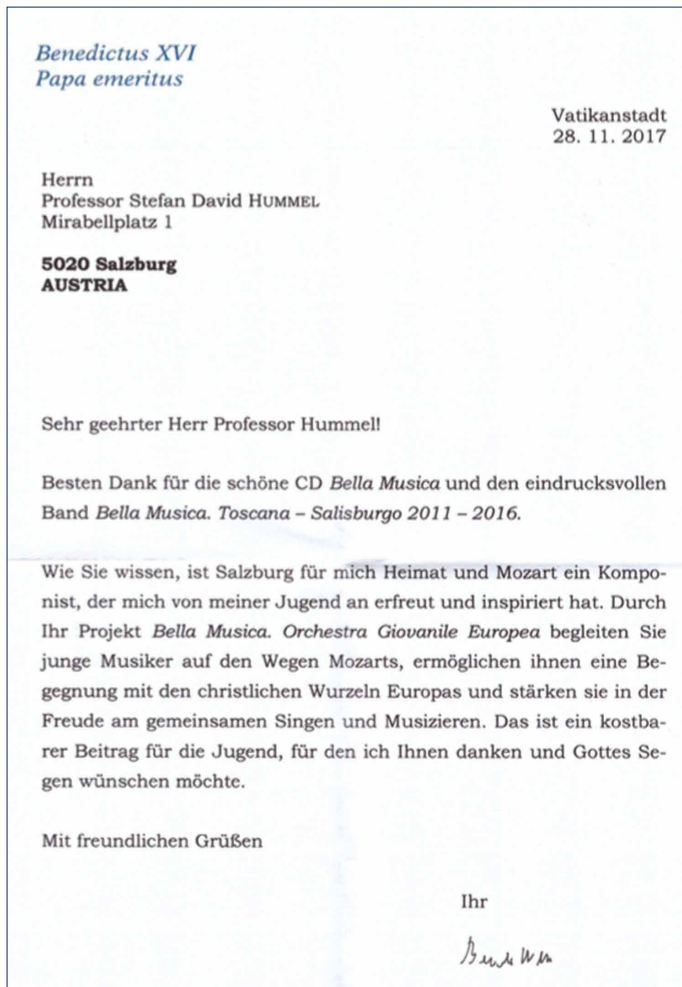 Benedictus XVI
Papa emeritus
Vatikanstadt
28. 11. 2017
Herrn
Professor Stefan David HUMMEL
Mirabellplatz 1
5020 Salzburg
AUSTRIA
Sehr geehrter Herr Professor Hummel!
Besten Dank für die schöne CD Bella Musica und den eindrucksvollen
Band Bella Musica. Toscana – Salisburgo 2011 – 2016.
Wie Sie wissen, ist Salzburg für mich Heimat und Mozart ein Kompo-
nist, der mich von meiner Jugend an erfreut und inspiriert hat. Durch
Ihr Projekt Bella Musica. Orchestra Giovanile Europea begleiten Sie
junge Musiker auf den Wegen Mozarts, ermöglichen ihnen eine Be-
gegnung mit den christlichen Wurzeln Europas und stärken sie in der
Freude am gemeinsamen Singen und Musizieren. Das ist ein kostba-
rer Beitrag für die Jugend, für den ich Ihnen danken und Gottes Se-
gen wünschen möchte.
Mit freundlichen Grüßen
Ihr